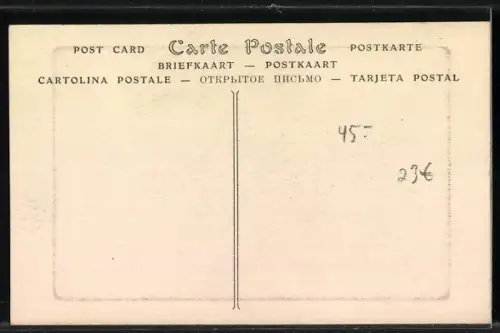 POST CARD Carte Postale POSTKARTE
BRIEFKAART — POSTKAART
CARTOLINA POSTALE — ОТКРЫТОЕ ПИСЬМО — TARJETA POSTAL
45-
23€